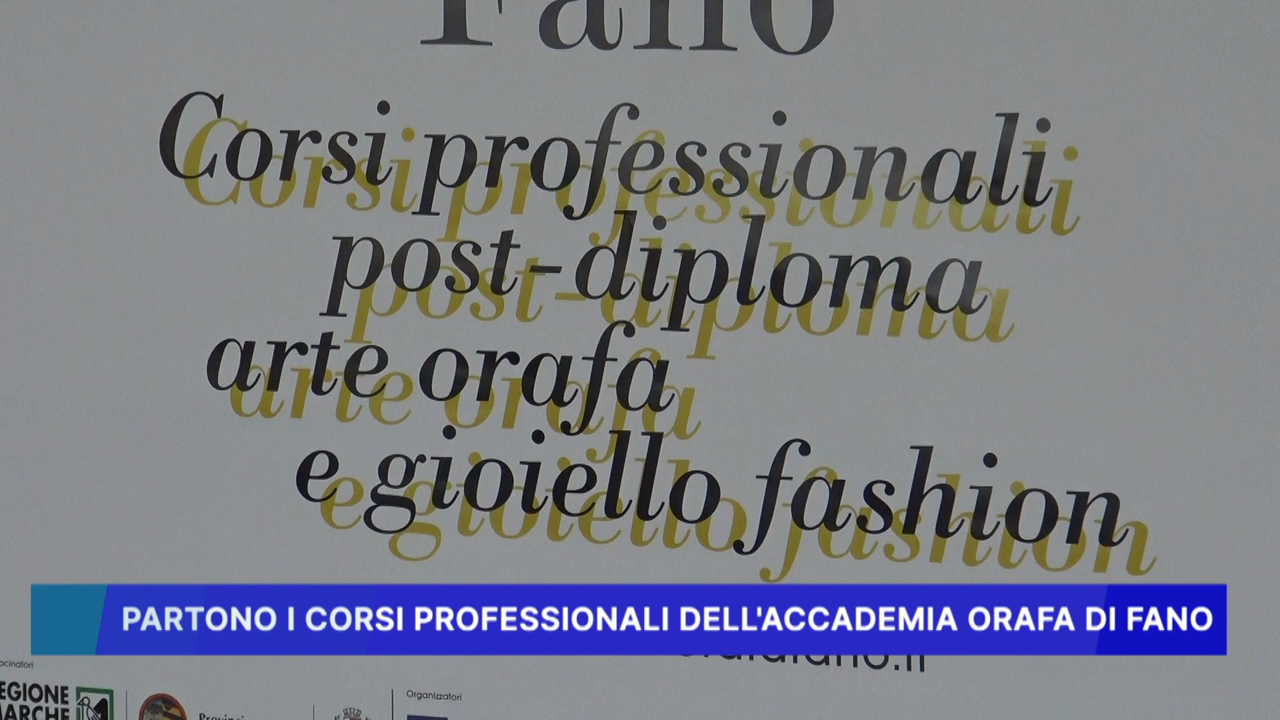 Fano
Corsi professionali
post-diploma
arte orafa
e gioiello fashion
PARTONO I CORSI PROFESSIONALI DELL'ACCADEMIA ORAFA DI FANO
Organizzatori